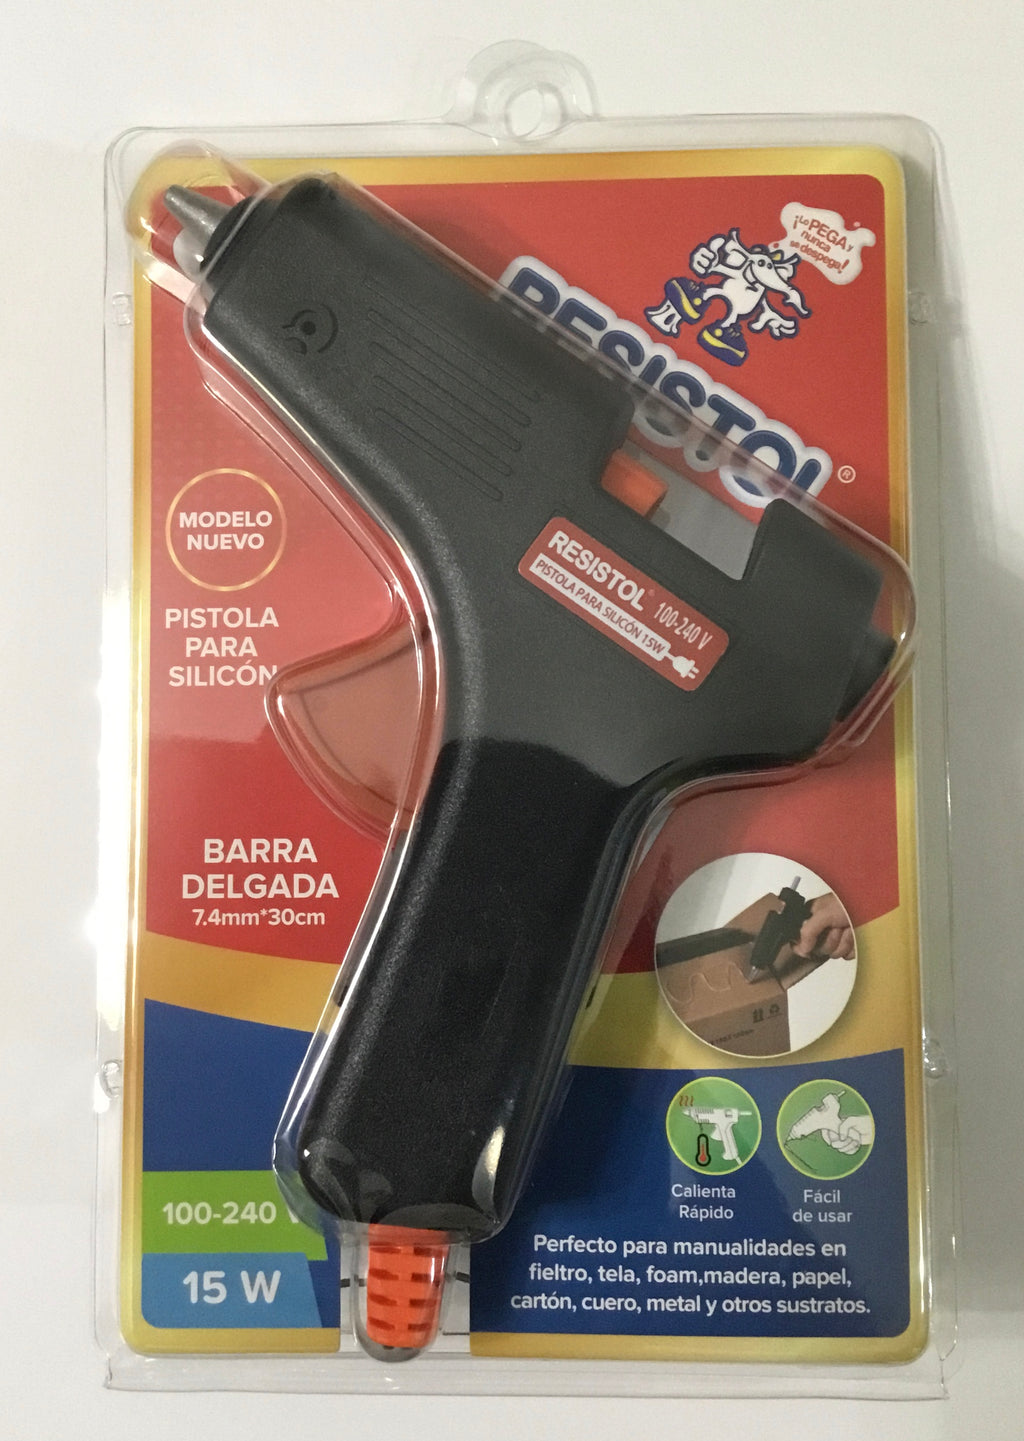 ¡Lo PEGA y
nunca
se despega!
RESISTOL®
MODELO
NUEVO
PISTOLA
PARA
SILICÓN
RESISTOL® 100-240 V
PISTOLA PARA SILICÓN 15W
BARRA
DELGADA
7.4mm*30cm
100-240 V
15 W
Calienta
Rápido
Fácil
de usar
Perfecto para manualidades en
fieltro, tela, foam,madera, papel,
cartón, cuero, metal y otros sustratos.